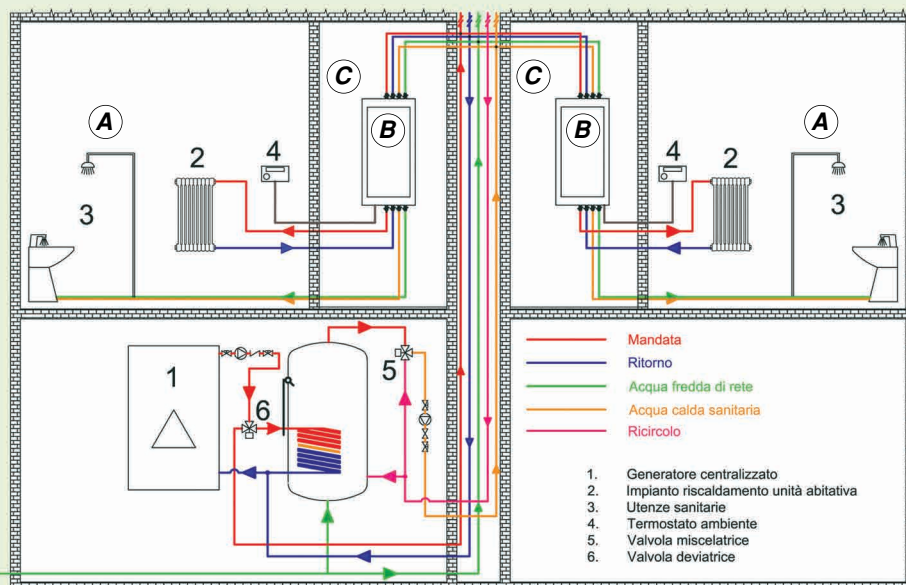 C C
A B B A
2 4 4 2
3 3
Mandata
Ritorno
Acqua fredda di rete
Acqua calda sanitaria
Ricircolo
1 6 5
1. Generatore centralizzato
2. Impianto riscaldamento unità abitativa
3. Utenze sanitarie
4. Termostato ambiente
5. Valvola miscelatrice
6. Valvola deviatrice